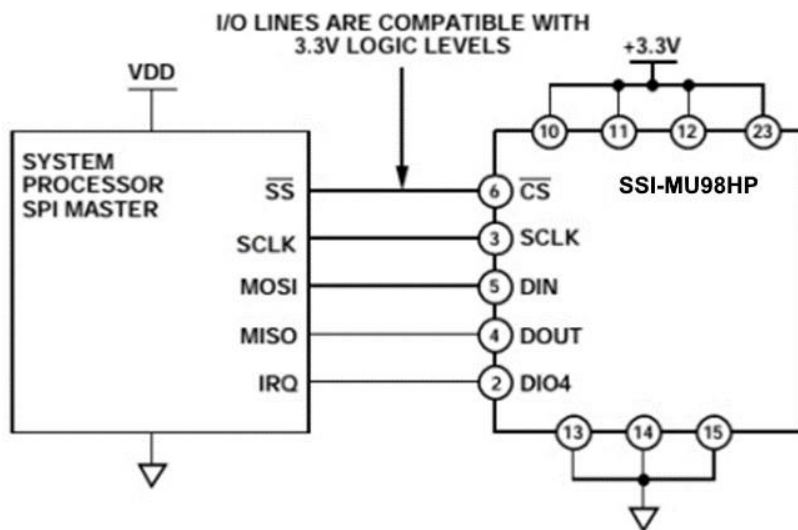 I/O LINES ARE COMPATIBLE WITH
3.3V LOGIC LEVELS
+3.3V
VDD
10 11 12 23
SYSTEM
PROCESSOR
SPI MASTER
SSI-MU98HP
SS 6 CS
SCLK 3 SCLK
MOSI 5 DIN
MISO 4 DOUT
IRQ 2 DIO4
13 14 15